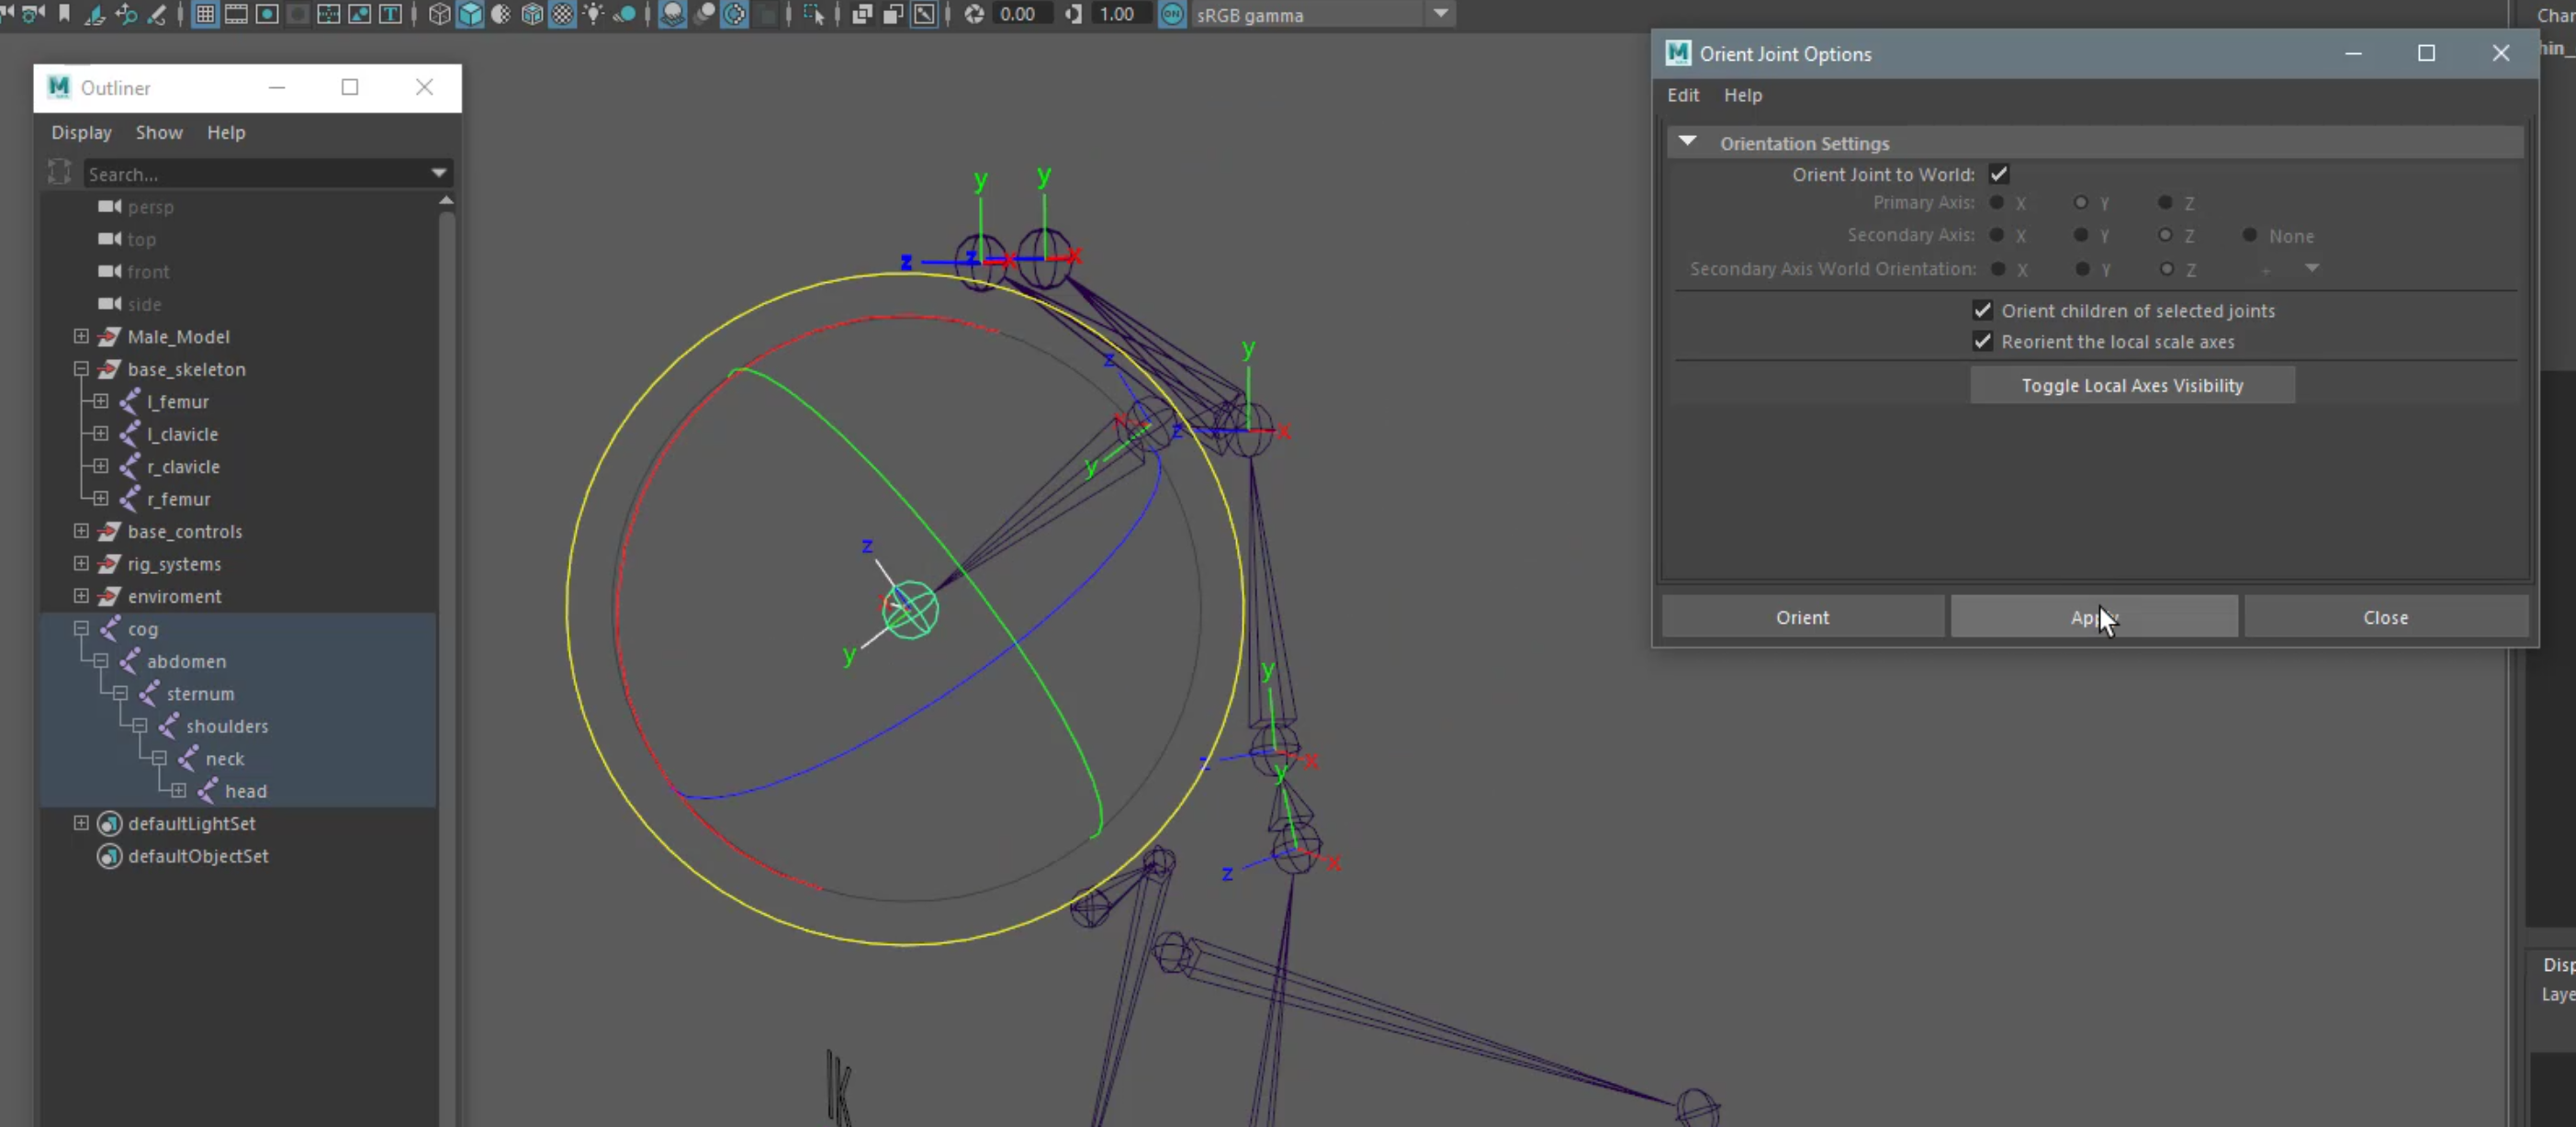 0.00
1.00
ON
sRGB gamma
Char
Outliner
Display Show Help
Search...
persp
top
front
side
Male_Model
base_skeleton
l_femur
l_clavicle
r_clavicle
r_femur
base_controls
rig_systems
enviroment
cog
abdomen
sternum
shoulders
neck
head
defaultLightSet
defaultObjectSet
y
y
z
z
x
x
z
y
x
z
x
y
z
y
y
z
x
y
z
x
Orient Joint Options
Edit Help
Orientation Settings
Orient Joint to World:
Primary Axis: X Y Z
Secondary Axis: X Y Z None
Secondary Axis World Orientation: X Y Z +
Orient children of selected joints
Reorient the local scale axes
Toggle Local Axes Visibility
Orient
Close
hin_
Disp
Laye